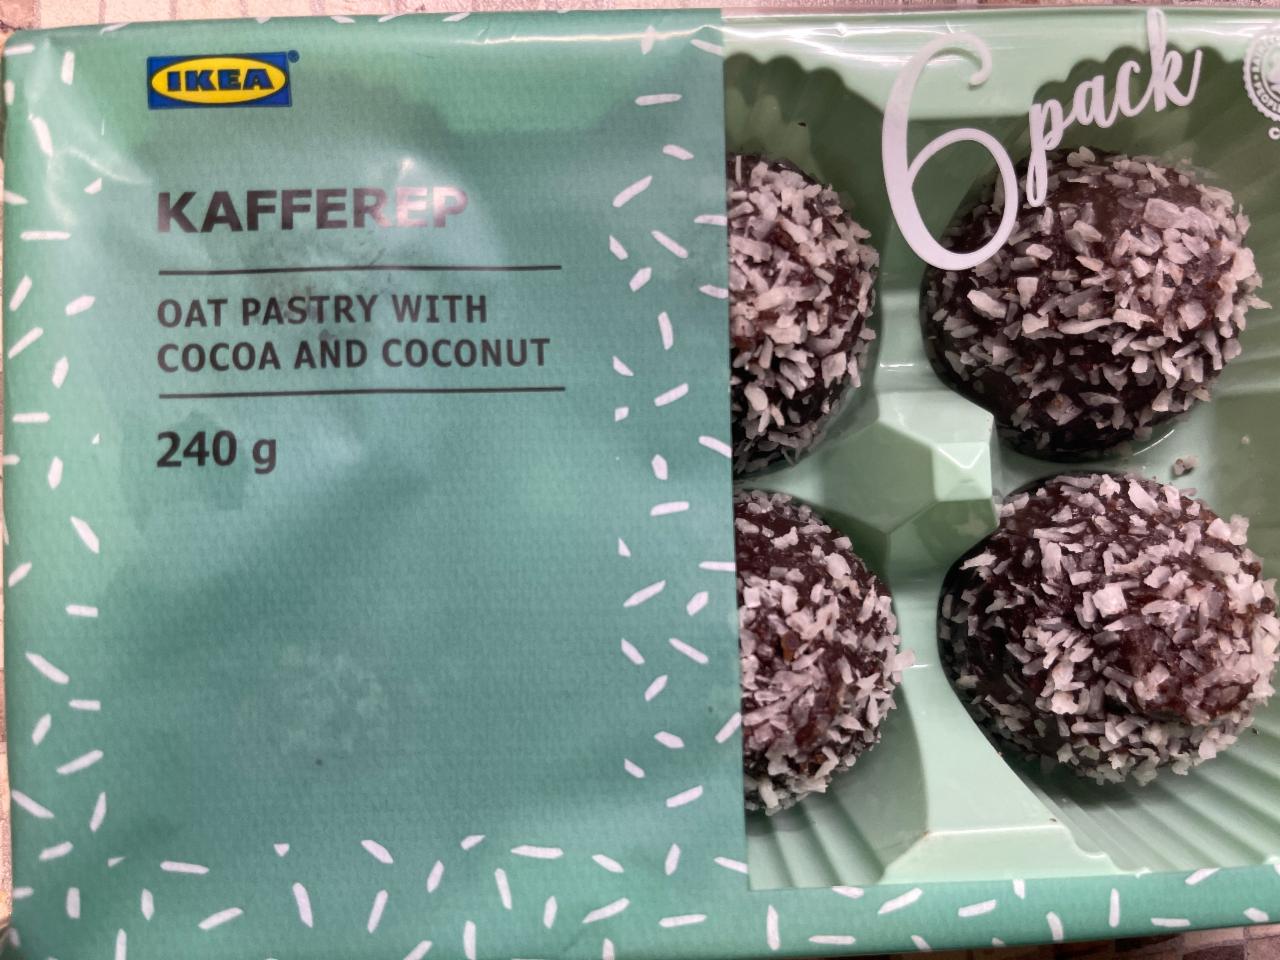 IKEA
KAFFEREP
OAT PASTRY WITH
COCOA AND COCONUT
240 g
6 pack